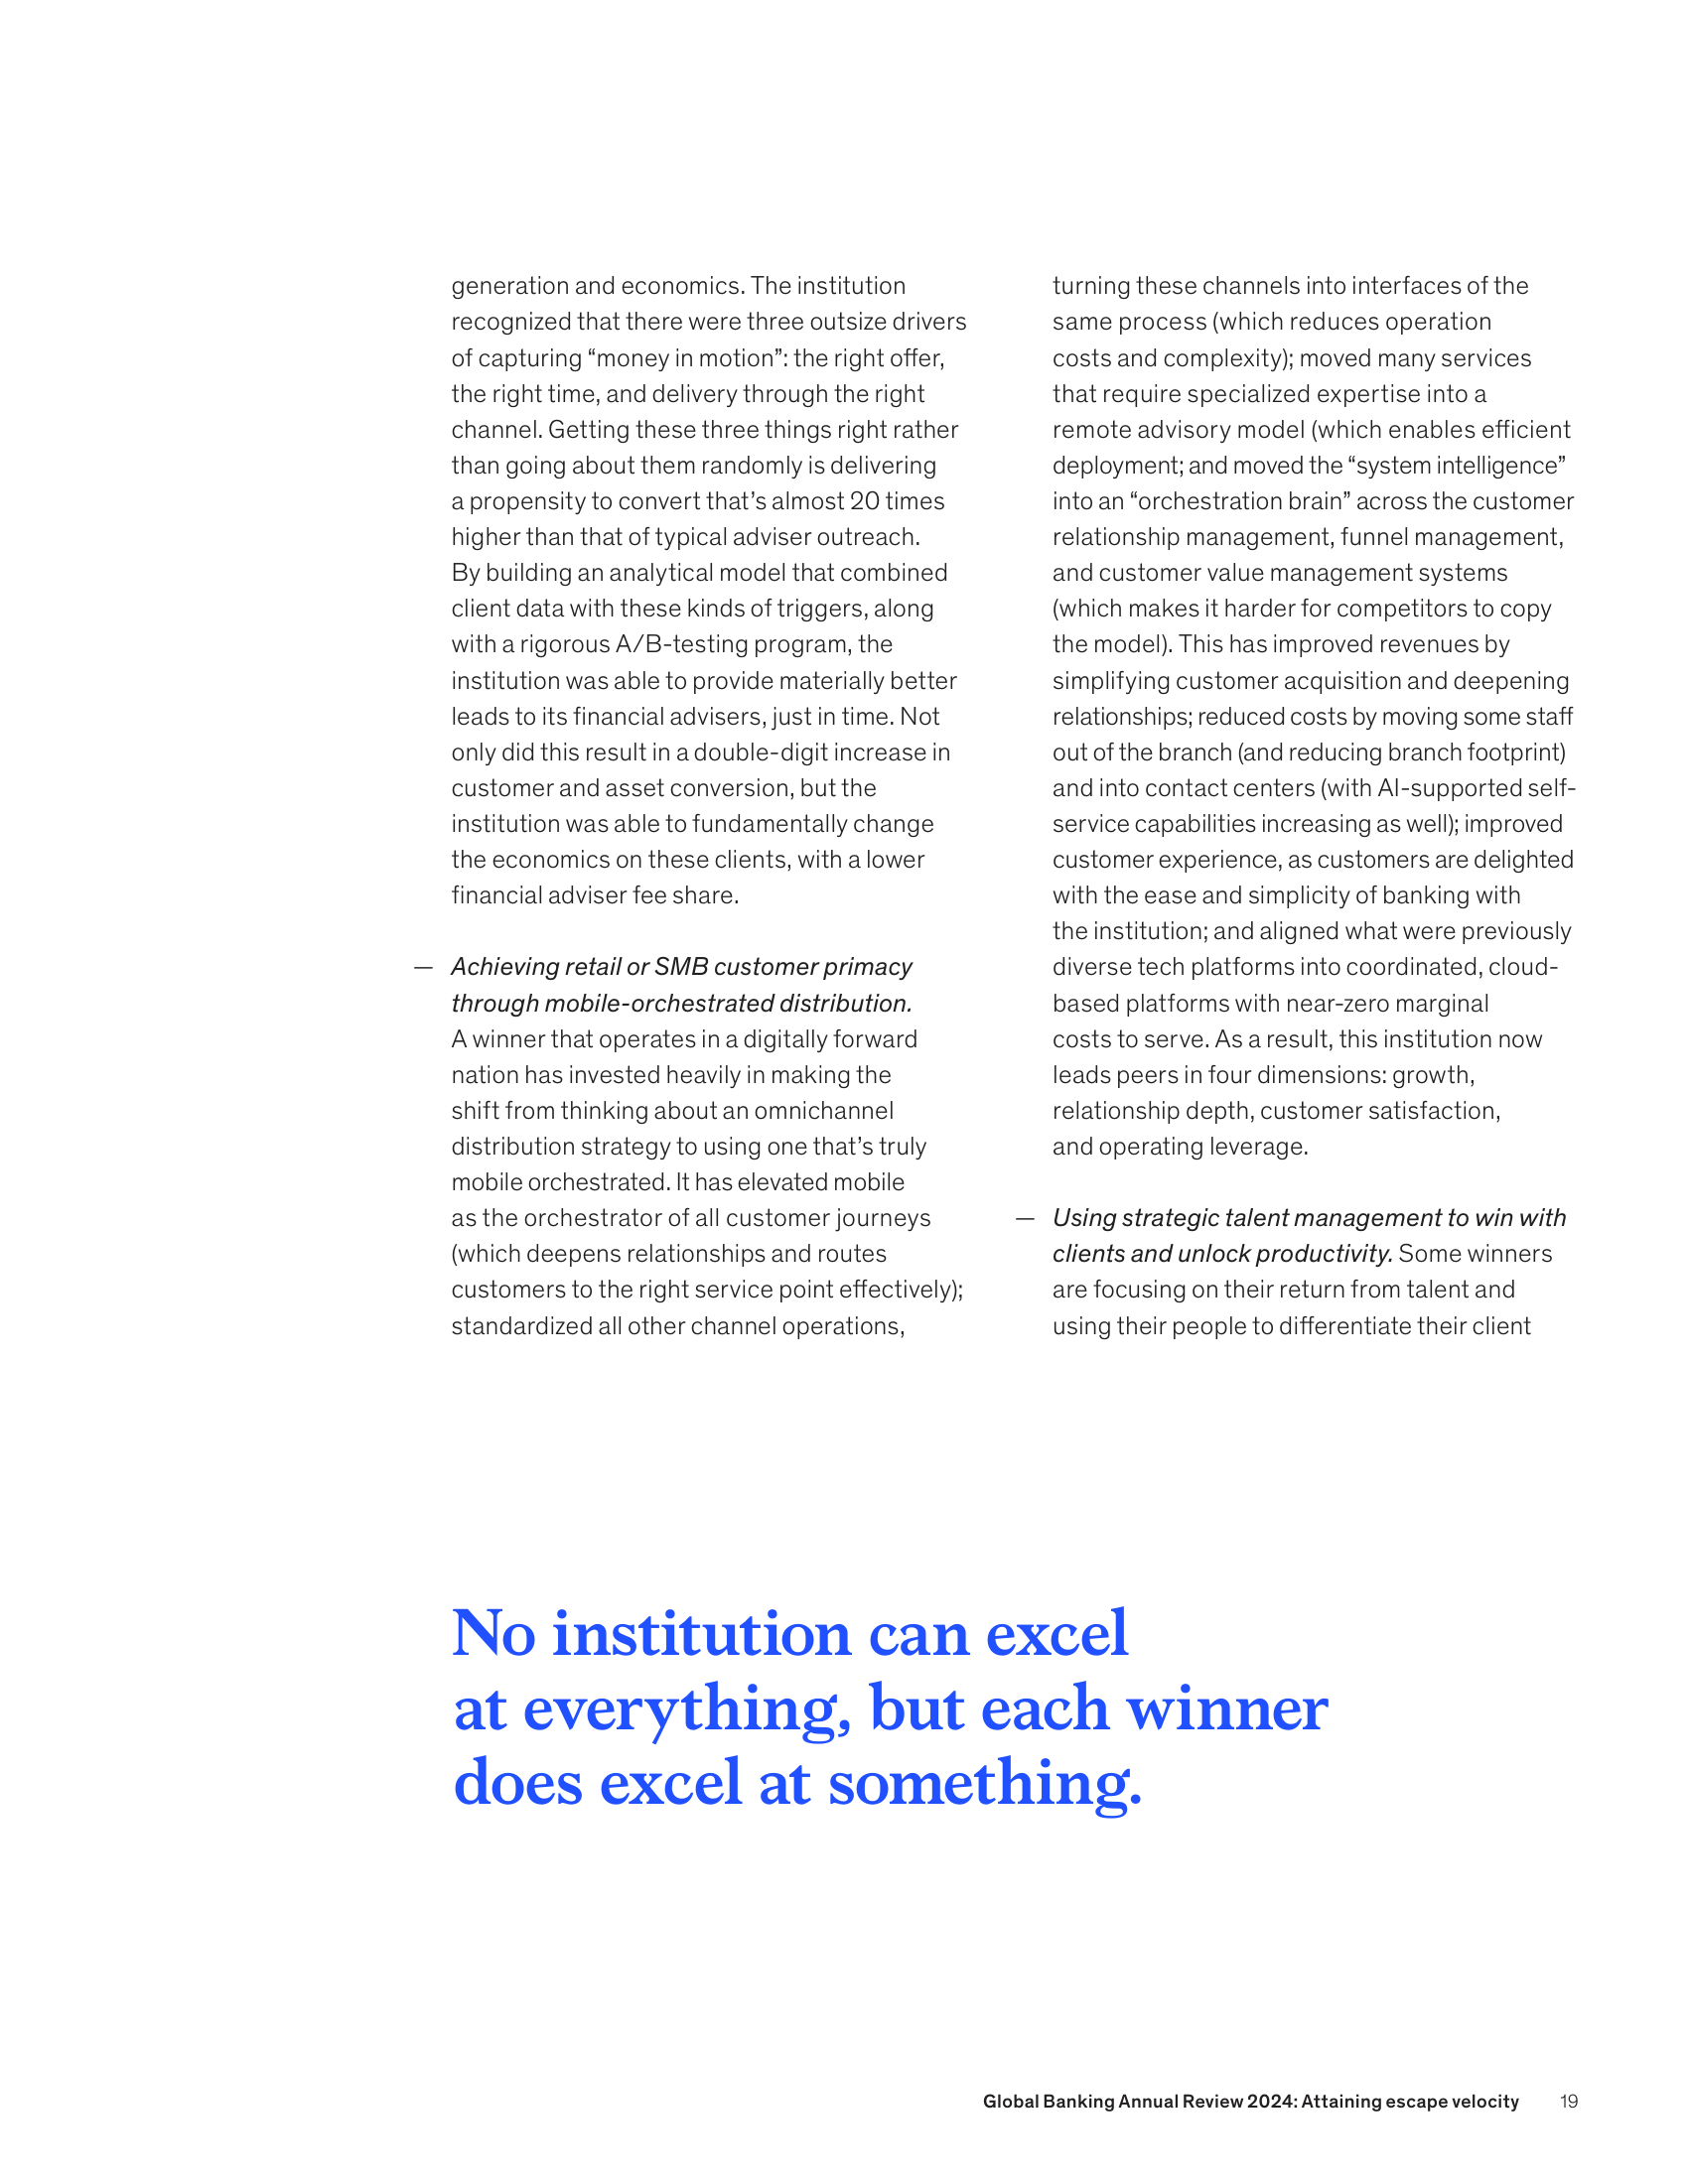 generation and economics. The institution
recognized that there were three outsize drivers
of capturing “money in motion”: the right offer,
the right time, and delivery through the right
channel. Getting these three things right rather
than going about them randomly is delivering
a propensity to convert that’s almost 20 times
higher than that of typical adviser outreach.
By building an analytical model that combined
client data with these kinds of triggers, along
with a rigorous A/B-testing program, the
institution was able to provide materially better
leads to its financial advisers, just in time. Not
only did this result in a double-digit increase in
customer and asset conversion, but the
institution was able to fundamentally change
the economics on these clients, with a lower
financial adviser fee share.
— Achieving retail or SMB customer primacy
through mobile-orchestrated distribution.
A winner that operates in a digitally forward
nation has invested heavily in making the
shift from thinking about an omnichannel
distribution strategy to using one that’s truly
mobile orchestrated. It has elevated mobile
as the orchestrator of all customer journeys
(which deepens relationships and routes
customers to the right service point effectively);
standardized all other channel operations,
turning these channels into interfaces of the
same process (which reduces operation
costs and complexity); moved many services
that require specialized expertise into a
remote advisory model (which enables efficient
deployment; and moved the “system intelligence”
into an “orchestration brain” across the customer
relationship management, funnel management,
and customer value management systems
(which makes it harder for competitors to copy
the model). This has improved revenues by
simplifying customer acquisition and deepening
relationships; reduced costs by moving some staff
out of the branch (and reducing branch footprint)
and into contact centers (with AI-supported self-
service capabilities increasing as well); improved
customer experience, as customers are delighted
with the ease and simplicity of banking with
the institution; and aligned what were previously
diverse tech platforms into coordinated, cloud-
based platforms with near-zero marginal
costs to serve. As a result, this institution now
leads peers in four dimensions: growth,
relationship depth, customer satisfaction,
and operating leverage.
— Using strategic talent management to win with
clients and unlock productivity. Some winners
are focusing on their return from talent and
using their people to differentiate their client
No institution can excel
at everything, but each winner
does excel at something.
Global Banking Annual Review 2024: Attaining escape velocity 19